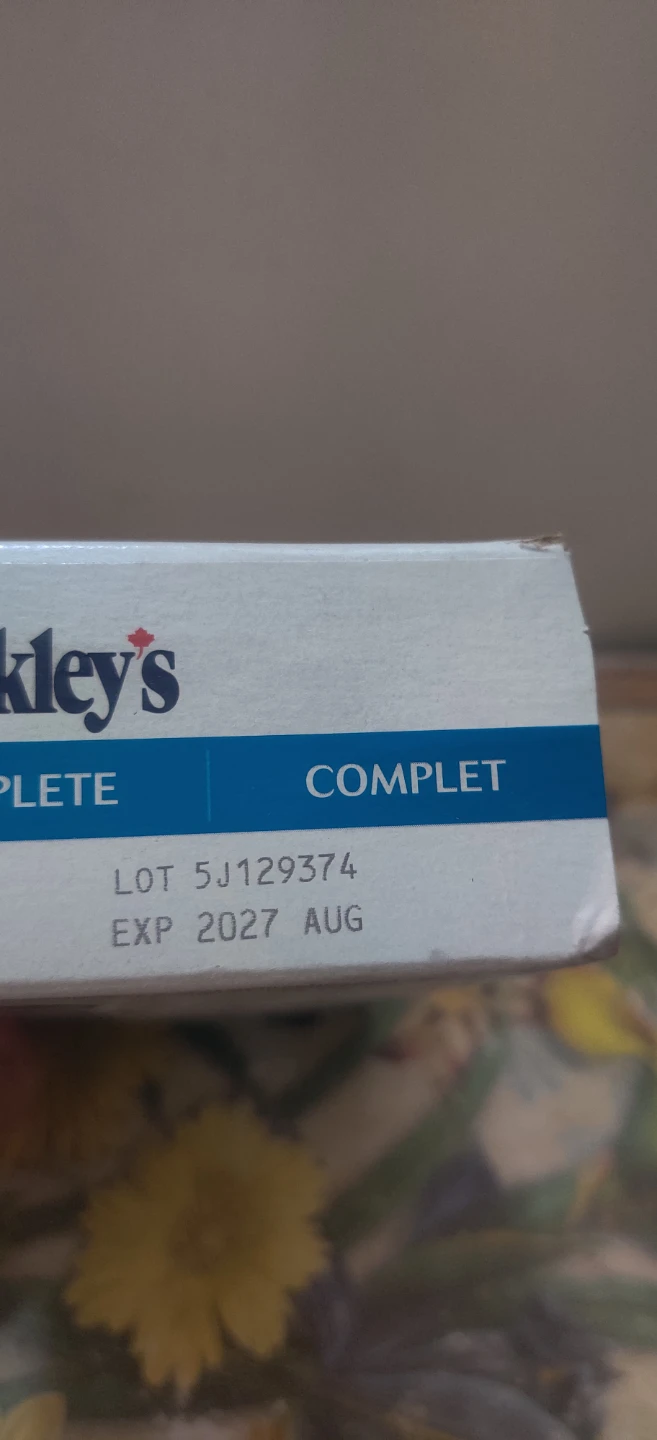 kley's
PLETE COMPLET
LOT 5J129374
EXP 2027 AUG